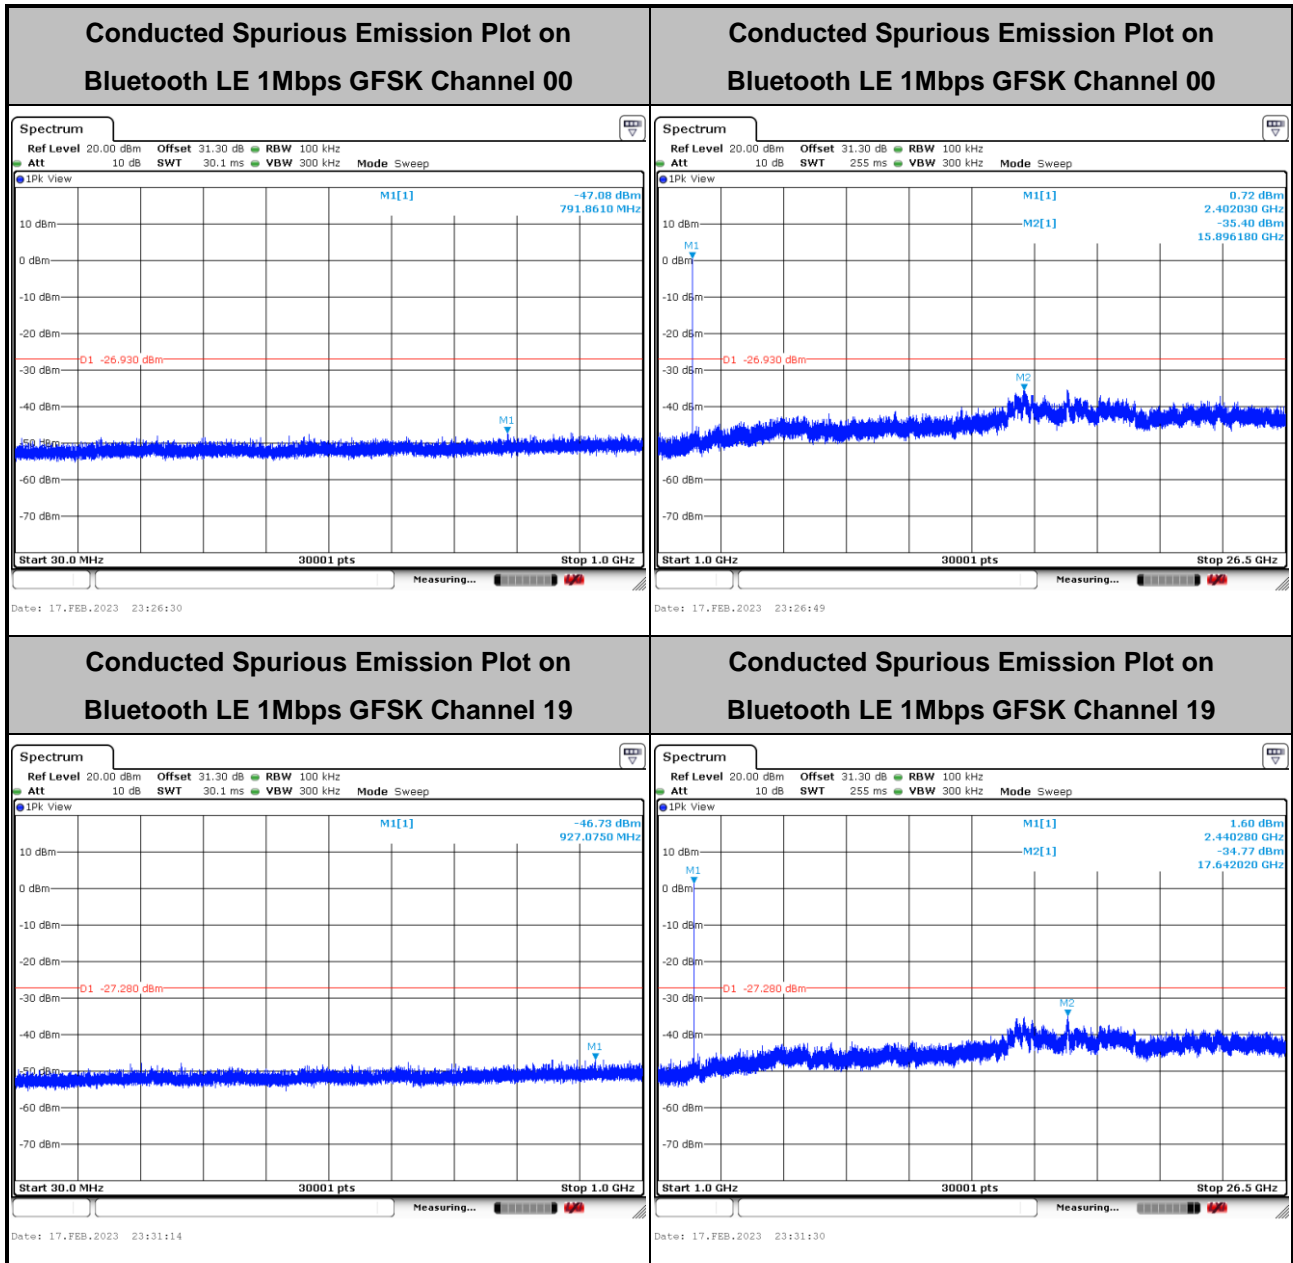 Conducted Spurious Emission Plot on
Bluetooth LE 1Mbps GFSK Channel 00
Spectrum
Ref Level 20.00 dBm Offset 31.30 dB RBW 100 kHz
Att 10 dB SWT 30.1 ms VBW 300 kHz Mode Sweep
1Pk View
M1[1] -47.08 dBm
791.8610 MHz
10 dBm
0 dBm
-10 dBm
-20 dBm
D1 -26.930 dBm
-30 dBm
-40 dBm
M1
-50 dBm
-60 dBm
-70 dBm
Start 30.0 MHz 30001 pts Stop 1.0 GHz
Measuring...
Date: 17.FEB.2023 23:26:30
Conducted Spurious Emission Plot on
Bluetooth LE 1Mbps GFSK Channel 00
Spectrum
Ref Level 20.00 dBm Offset 31.30 dB RBW 100 kHz
Att 10 dB SWT 255 ms VBW 300 kHz Mode Sweep
1Pk View
M1[1] 0.72 dBm
2.402030 GHz
10 dBm M2[1] -35.40 dBm
15.896180 GHz
M1
0 dBm
-10 dBm
-20 dBm
D1 -26.930 dBm
-30 dBm
M2
-40 dBm
-60 dBm
-70 dBm
Start 1.0 GHz 30001 pts Stop 26.5 GHz
Measuring...
Date: 17.FEB.2023 23:26:49
Conducted Spurious Emission Plot on
Bluetooth LE 1Mbps GFSK Channel 19
Spectrum
Ref Level 20.00 dBm Offset 31.30 dB RBW 100 kHz
Att 10 dB SWT 30.1 ms VBW 300 kHz Mode Sweep
1Pk View
M1[1] -46.73 dBm
927.0750 MHz
10 dBm
0 dBm
-10 dBm
-20 dBm
D1 -27.280 dBm
-30 dBm
-40 dBm
M1
-50 dBm
-60 dBm
-70 dBm
Start 30.0 MHz 30001 pts Stop 1.0 GHz
Measuring...
Date: 17.FEB.2023 23:31:14
Conducted Spurious Emission Plot on
Bluetooth LE 1Mbps GFSK Channel 19
Spectrum
Ref Level 20.00 dBm Offset 31.30 dB RBW 100 kHz
Att 10 dB SWT 255 ms VBW 300 kHz Mode Sweep
1Pk View
M1[1] 1.60 dBm
2.440280 GHz
10 dBm M2[1] -34.77 dBm
17.642020 GHz
M1
0 dBm
-10 dBm
-20 dBm
D1 -27.280 dBm
-30 dBm
M2
-40 dBm
-60 dBm
-70 dBm
Start 1.0 GHz 30001 pts Stop 26.5 GHz
Measuring...
Date: 17.FEB.2023 23:31:30